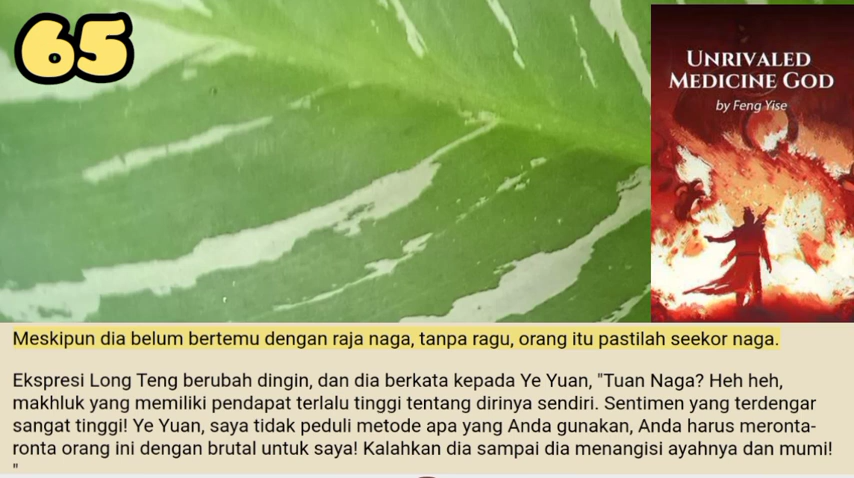 65
UNRIVALED
MEDICINE GOD
by Feng Yise
Meskipun dia belum bertemu dengan raja naga, tanpa ragu, orang itu pastilah seekor naga.
Ekspresi Long Teng berubah dingin, dan dia berkata kepada Ye Yuan, "Tuan Naga? Heh heh,
makhluk yang memiliki pendapat terlalu tinggi tentang dirinya sendiri. Sentimen yang terdengar
sangat tinggi! Ye Yuan, saya tidak peduli metode apa yang Anda gunakan, Anda harus meronta-
ronta orang ini dengan brutal untuk saya! Kalahkan dia sampai dia menangisi ayahnya dan mumi!
"